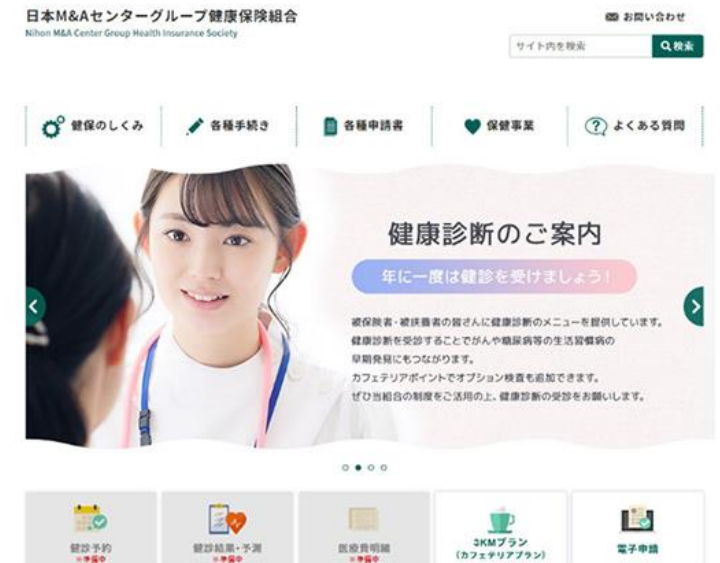 日本M&Aセンターグループ健康保険組合
Nihon M&A Center Group Health Insurance Society
お問い合わせ
サイト内を検索
検索
健保のしくみ
各種手続き
各種申請書
保健事業
よくある質問
健康診断のご案内
年に一度は健診を受けましょう!
被保険者・被扶養者の皆さんに健康診断のメニューを提供しています。
健康診断を受診することでがんや糖尿病等の生活習慣病の
早期発見にもつながります。
カフェテリアポイントでオプション検査も追加できます。
ぜひ当組合の制度をご活用の上、健康診断の受診をお願いします。
健診予約
※準備中
健診結果・予測
※準備中
医療費明細
※準備中
3KMプラン
(カフェテリアプラン)
電子申請